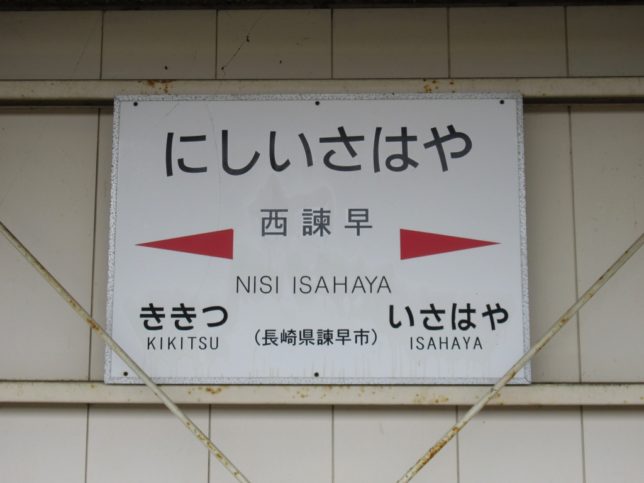 にしいさはや
西諫早
NISI ISAHAYA
ききつ (長崎県諫早市) いさはや
KIKITSU ISAHAYA